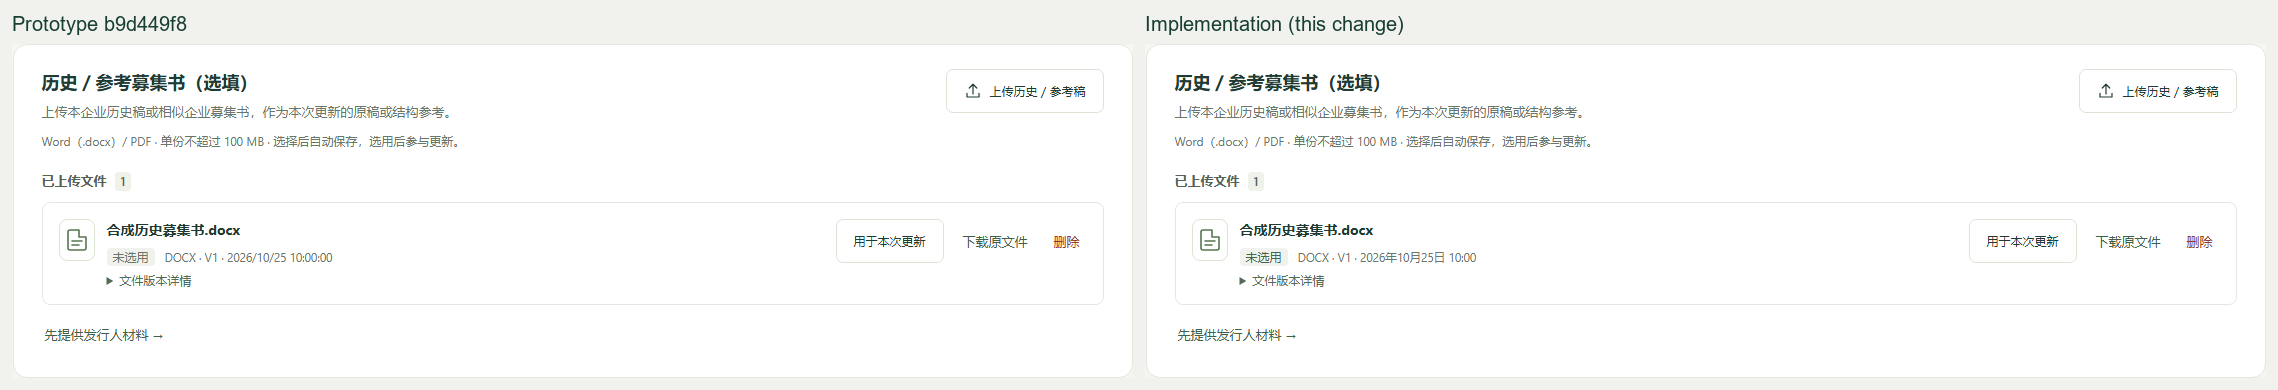 Prototype b9d449f8
历史 / 参考募集书（选填）
上传历史 / 参考稿
上传本企业历史稿或相似企业募集书，作为本次更新的原稿或结构参考。
Word（.docx）/ PDF · 单份不超过 100 MB · 选择后自动保存，选用后参与更新。
已上传文件 1
合成历史募集书.docx
用于本次更新 下载原文件 删除
未选用 DOCX · V1 · 2026/10/25 10:00:00
▶ 文件版本详情
先提供发行人材料 →
Implementation (this change)
历史 / 参考募集书（选填）
上传历史 / 参考稿
上传本企业历史稿或相似企业募集书，作为本次更新的原稿或结构参考。
Word（.docx）/ PDF · 单份不超过 100 MB · 选择后自动保存，选用后参与更新。
已上传文件 1
合成历史募集书.docx
用于本次更新 下载原文件 删除
未选用 DOCX · V1 · 2026年10月25日 10:00
▶ 文件版本详情
先提供发行人材料 →